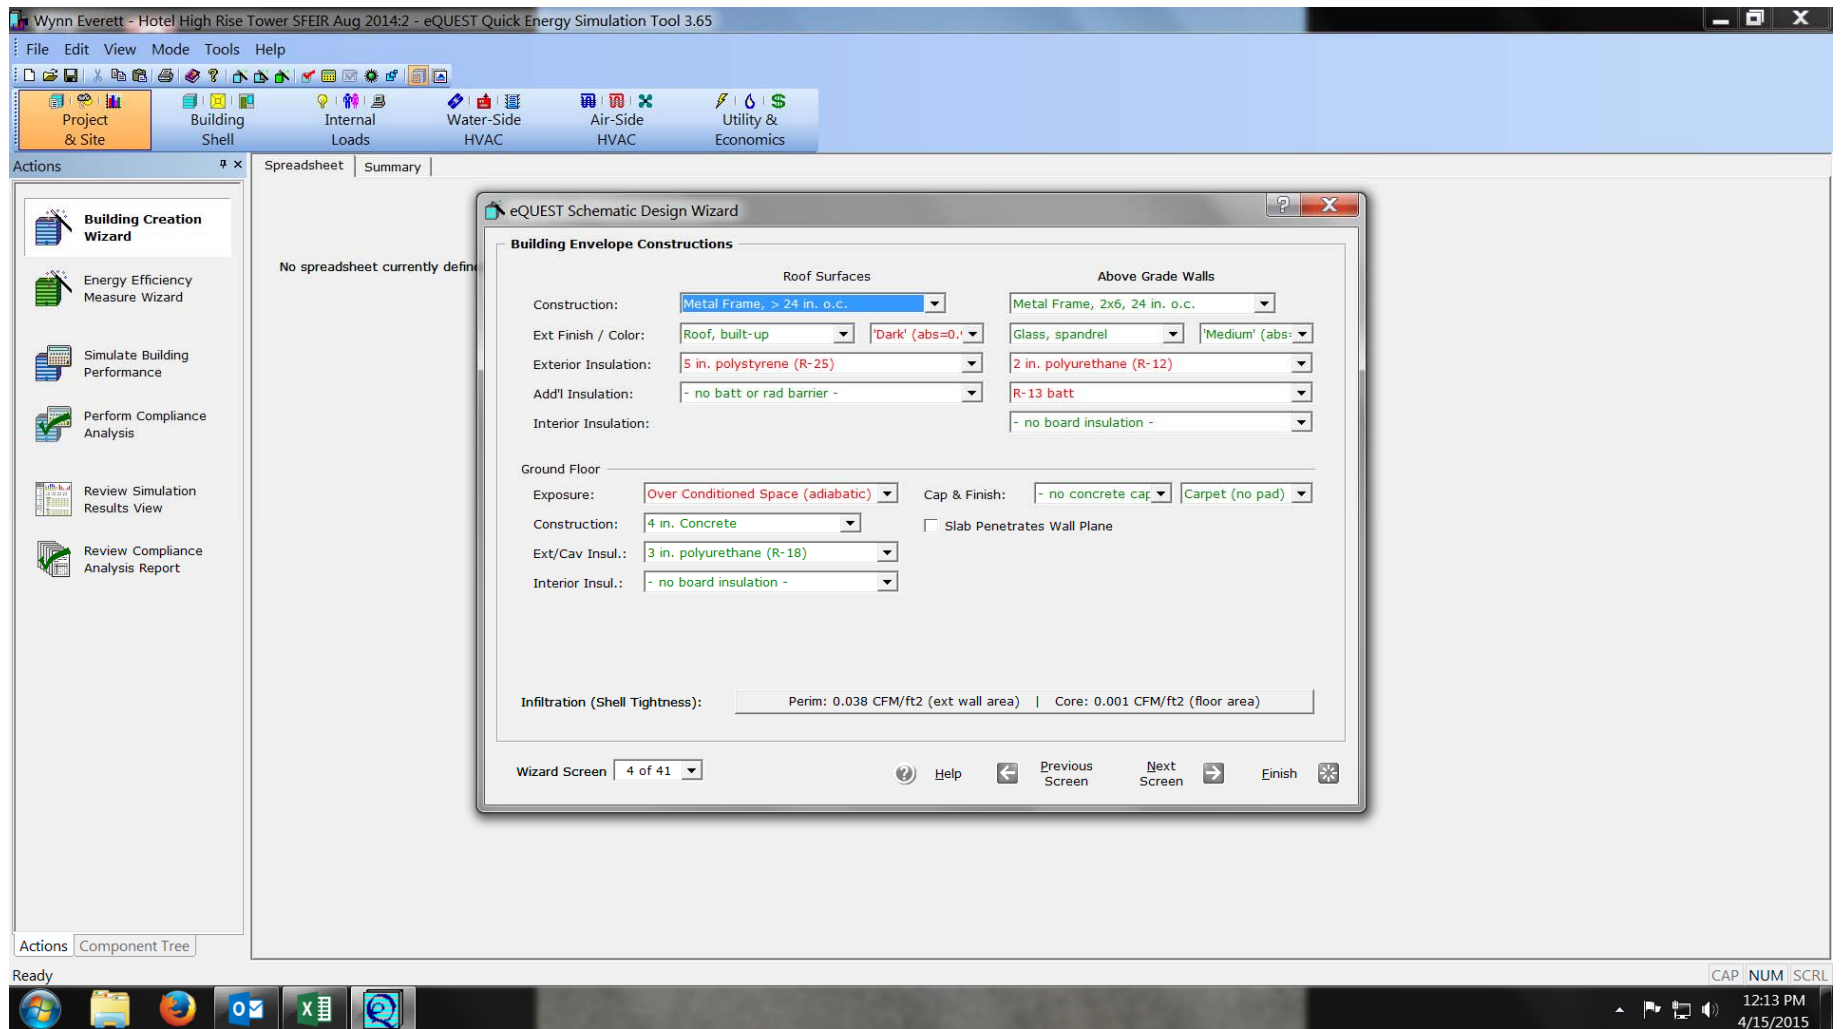 Wynn Everett - Hotel High Rise Tower SFEIR Aug 2014:2 - eQUEST Quick Energy Simulation Tool 3.65
File Edit View Mode Tools Help
Project & Site
Building Shell
Internal Loads
Water-Side HVAC
Air-Side HVAC
Utility & Economics
Actions
Spreadsheet Summary
Building Creation Wizard
Energy Efficiency Measure Wizard
Simulate Building Performance
Perform Compliance Analysis
Review Simulation Results View
Review Compliance Analysis Report
No spreadsheet currently define
eQUEST Schematic Design Wizard
Building Envelope Constructions
Roof Surfaces Above Grade Walls
Construction: Metal Frame, > 24 in. o.c. Metal Frame, 2x6, 24 in. o.c.
Ext Finish / Color: Roof, built-up 'Dark' (abs=0. Glass, spandrel 'Medium' (abs=
Exterior Insulation: 5 in. polystyrene (R-25) 2 in. polyurethane (R-12)
Add'l Insulation: - no batt or rad barrier - R-13 batt
Interior Insulation: - no board insulation -
Ground Floor
Exposure: Over Conditioned Space (adiabatic) Cap & Finish: - no concrete cap Carpet (no pad)
Construction: 4 in. Concrete Slab Penetrates Wall Plane
Ext/Cav Insul.: 3 in. polyurethane (R-18)
Interior Insul.: - no board insulation -
Infiltration (Shell Tightness): Perim: 0.038 CFM/ft2 (ext wall area) | Core: 0.001 CFM/ft2 (floor area)
Wizard Screen 4 of 41 Help Previous Screen Next Screen Finish
Actions Component Tree
Ready CAP NUM SCRL
12:13 PM
4/15/2015